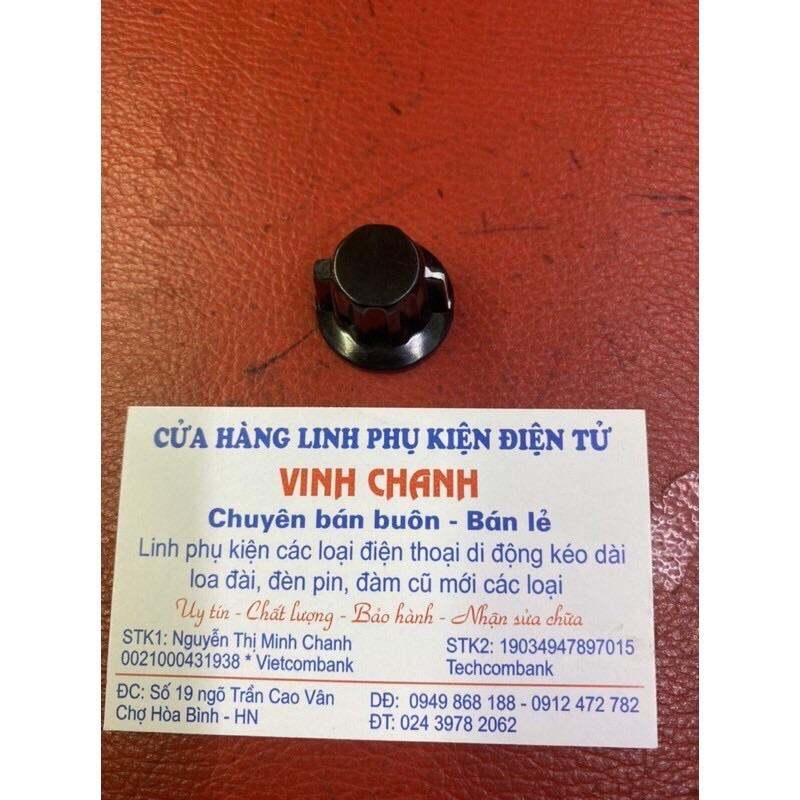 CỬA HÀNG LINH PHỤ KIỆN ĐIỆN TỬ
VINH CHANH
Chuyên bán buôn - Bán lẻ
Linh phụ kiện các loại điện thoại di động kéo dài
loa đài, đèn pin, đàm cũ mới các loại
Uy tín - Chất lượng - Bảo hành - Nhận sửa chữa
STK1: Nguyễn Thị Minh Chanh
0021000431938 * Vietcombank
STK2: 19034947897015
Techcombank
ĐC: Số 19 ngõ Trần Cao Vân
Chợ Hòa Bình - HN
DĐ: 0949 868 188 - 0912 472 782
ĐT: 024 3978 2062